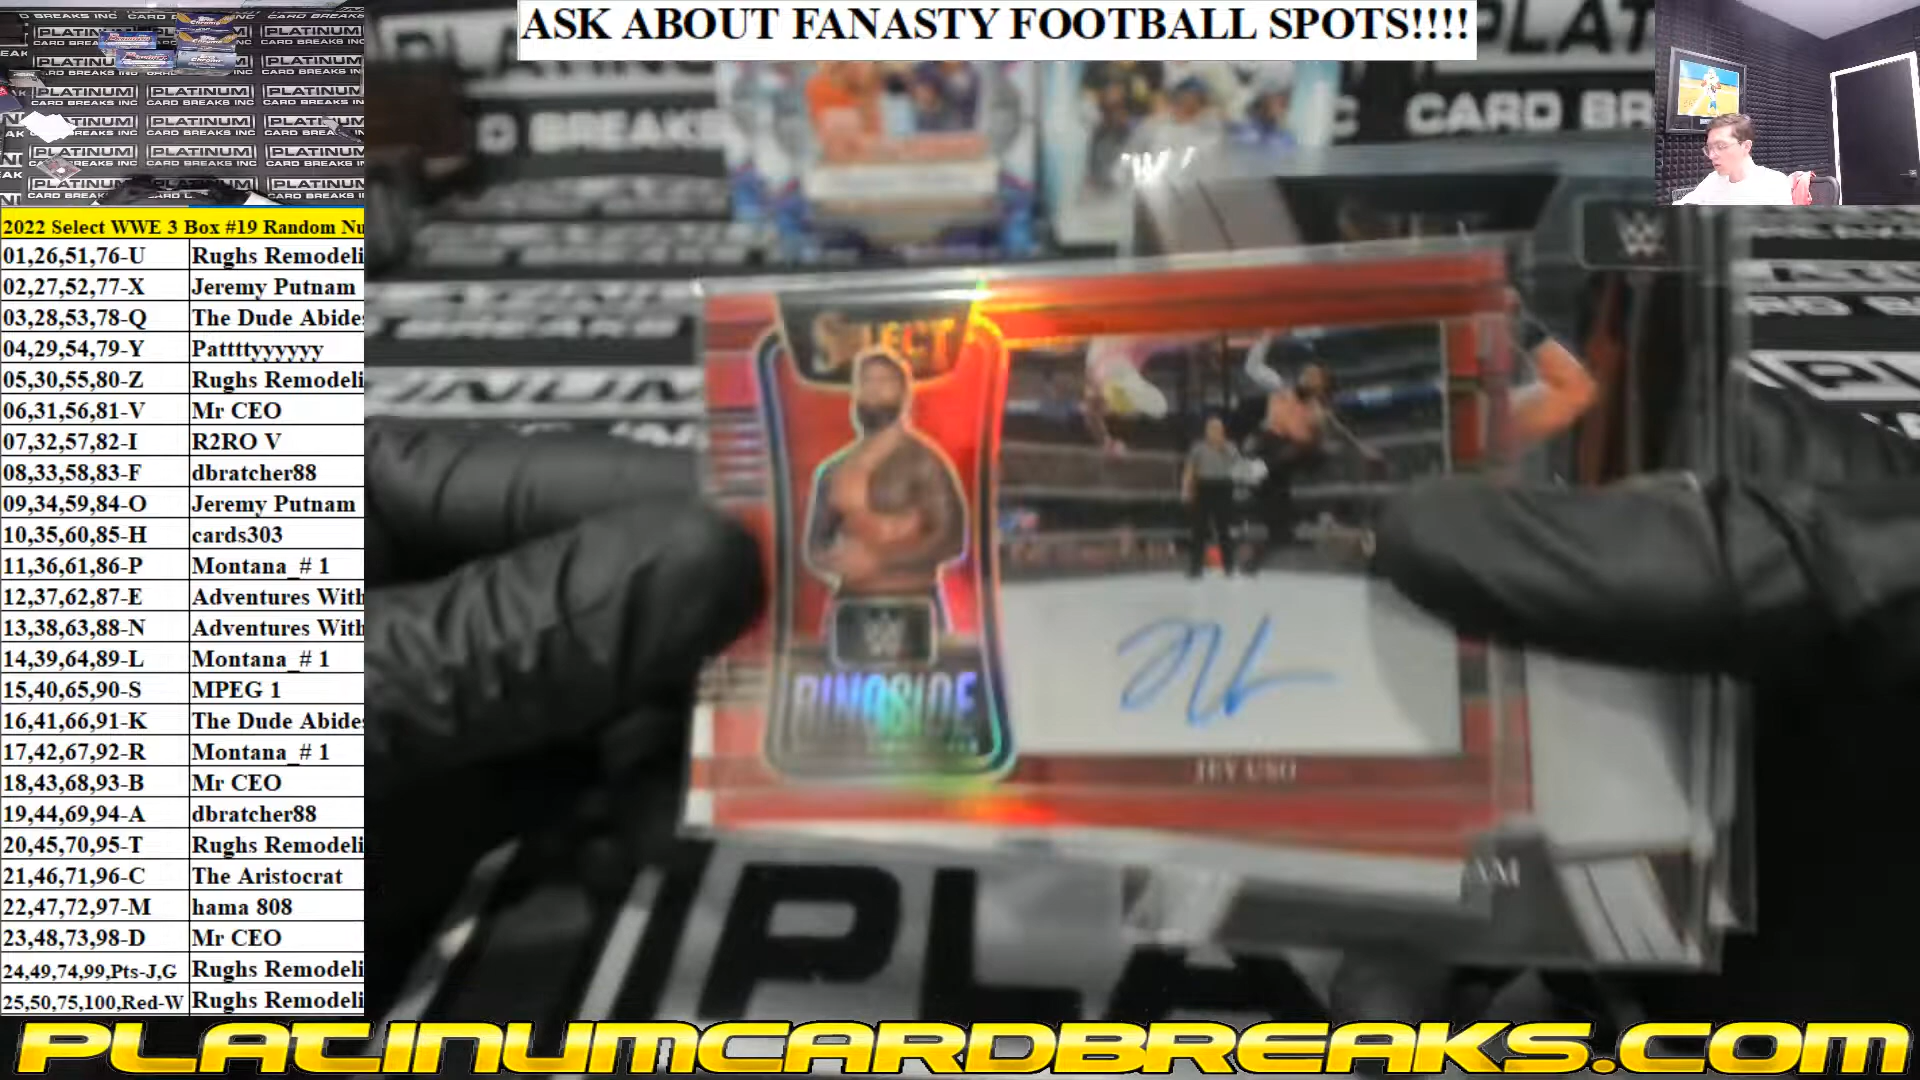 ASK ABOUT FANASTY FOOTBALL SPOTS!!!!
2022 Select WWE 3 Box #19 Random Nu
01,26,51,76-U Rughs Remodeli
02,27,52,77-X Jeremy Putnam
03,28,53,78-Q The Dude Abide
04,29,54,79-Y Patttyyyyyy
05,30,55,80-Z Rughs Remodeli
06,31,56,81-V Mr CEO
07,32,57,82-I R2RO V
08,33,58,83-F dbratcher88
09,34,59,84-O Jeremy Putnam
10,35,60,85-H cards303
11,36,61,86-P Montana_# 1
12,37,62,87-E Adventures With
13,38,63,88-N Adventures With
14,39,64,89-L Montana_# 1
15,40,65,90-S MPEG 1
16,41,66,91-K The Dude Abide
17,42,67,92-R Montana_# 1
18,43,68,93-B Mr CEO
19,44,69,94-A dbratcher88
20,45,70,95-T Rughs Remodeli
21,46,71,96-C The Aristocrat
22,47,72,97-M hama 808
23,48,73,98-D Mr CEO
24,49,74,99,Pts-J,G Rughs Remodeli
25,50,75,100,Red-W Rughs Remodeli
SELECT
RINGSIDE
JEY USO
PLATINUM
CARD BREAKS INC
PLATINUMCARDBREAKS.COM